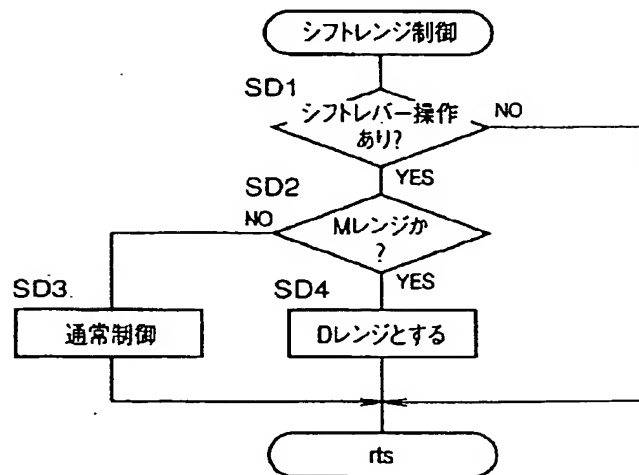 シフトレンジ制御
SD1
シフトレバー操作
あり?
NO
YES
SD2
NO
Mレンジか
?
YES
SD3
SD4
通常制御
Dレンジとする
rts